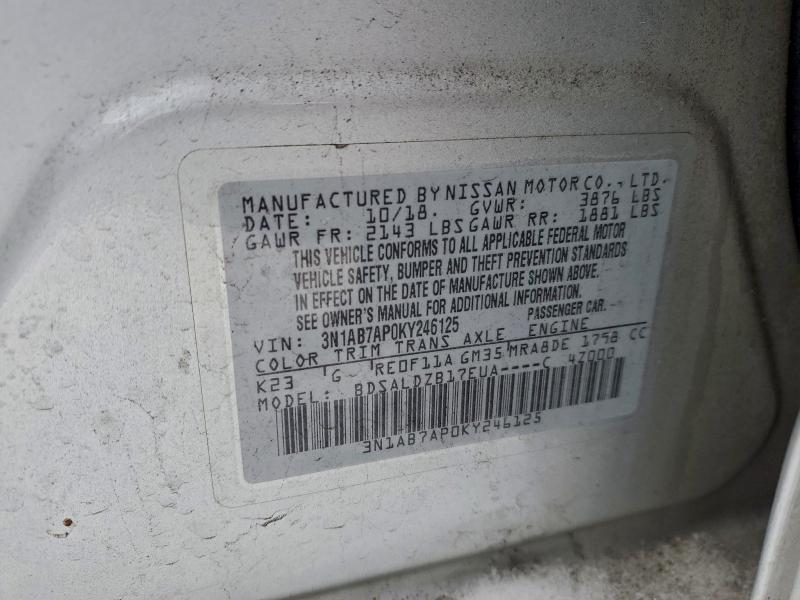 MANUFACTURED BY NISSAN MOTOR CO., LTD.
DATE: 10/18. GVWR: 3876 LBS
GAWR FR: 2143 LBS GAWR RR: 1881 LBS
THIS VEHICLE CONFORMS TO ALL APPLICABLE FEDERAL MOTOR
VEHICLE SAFETY, BUMPER AND THEFT PREVENTION STANDARDS
IN EFFECT ON THE DATE OF MANUFACTURE SHOWN ABOVE.
SEE OWNER'S MANUAL FOR ADDITIONAL INFORMATION.
VIN: 3N1AB7AP0KY246125 PASSENGER CAR.
COLOR TRIM TRANS AXLE ENGINE
K23 G RE0F11A GM35 MRA8DE 1798 CC
MODEL: BDSALDZB17EUA----C 4Z000
3N1AB7AP0KY246125